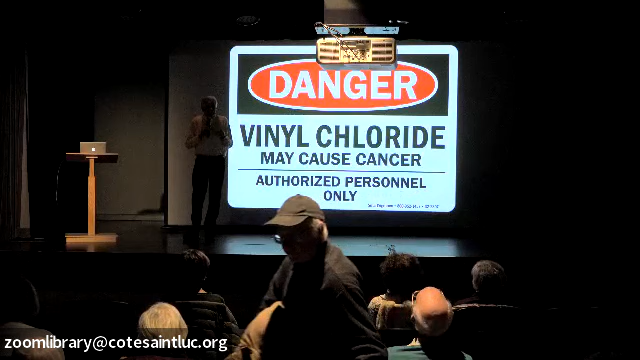 DANGER
VINYL CHLORIDE
MAY CAUSE CANCER
AUTHORIZED PERSONNEL
ONLY
zoomlibrary@cotesaintluc.org